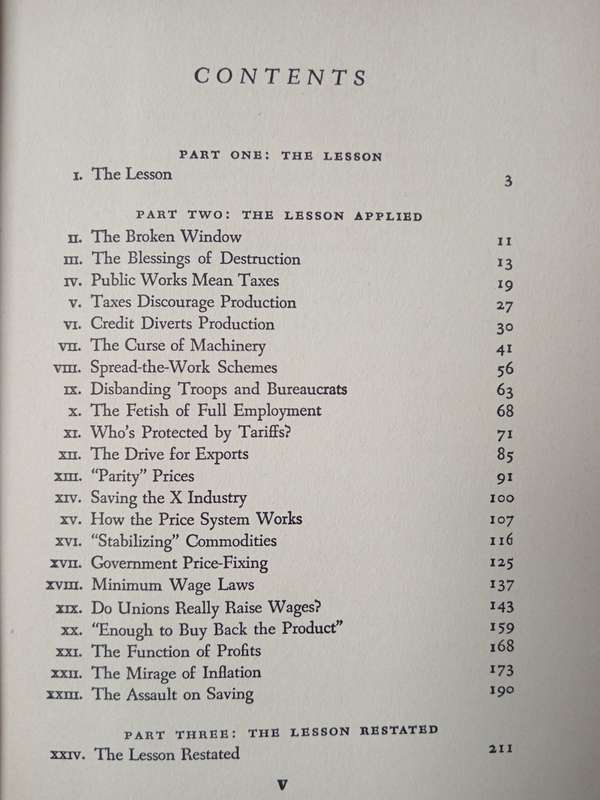 CONTENTS
PART ONE: THE LESSON
I. The Lesson 3
PART TWO: THE LESSON APPLIED
II. The Broken Window 11
III. The Blessings of Destruction 13
IV. Public Works Mean Taxes 19
V. Taxes Discourage Production 27
VI. Credit Diverts Production 30
VII. The Curse of Machinery 41
VIII. Spread-the-Work Schemes 56
IX. Disbanding Troops and Bureaucrats 63
X. The Fetish of Full Employment 68
XI. Who's Protected by Tariffs? 71
XII. The Drive for Exports 85
XIII. "Parity" Prices 91
XIV. Saving the X Industry 100
XV. How the Price System Works 107
XVI. "Stabilizing" Commodities 116
XVII. Government Price-Fixing 125
XVIII. Minimum Wage Laws 137
XIX. Do Unions Really Raise Wages? 143
XX. "Enough to Buy Back the Product" 159
XXI. The Function of Profits 168
XXII. The Mirage of Inflation 173
XXIII. The Assault on Saving 190
PART THREE: THE LESSON RESTATED
XXIV. The Lesson Restated 211
V